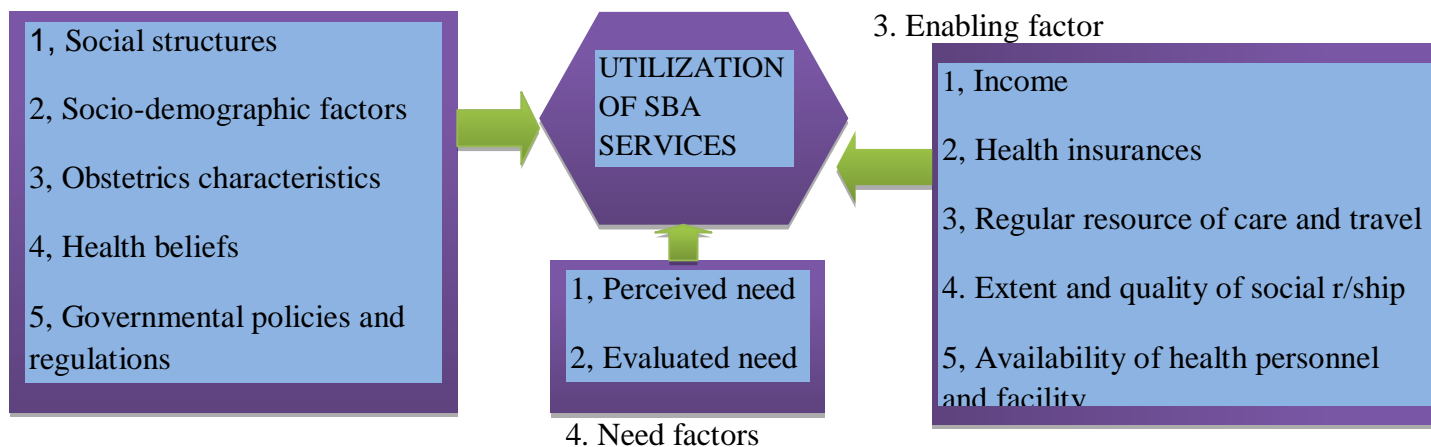 1, Social structures
2, Socio-demographic factors
3, Obstetrics characteristics
4, Health beliefs
5, Governmental policies and
regulations
UTILIZATION
OF SBA
SERVICES
1, Perceived need
2, Evaluated need
4. Need factors
3. Enabling factor
1, Income
2, Health insurances
3, Regular resource of care and travel
4. Extent and quality of social r/ship
5, Availability of health personnel
and facility